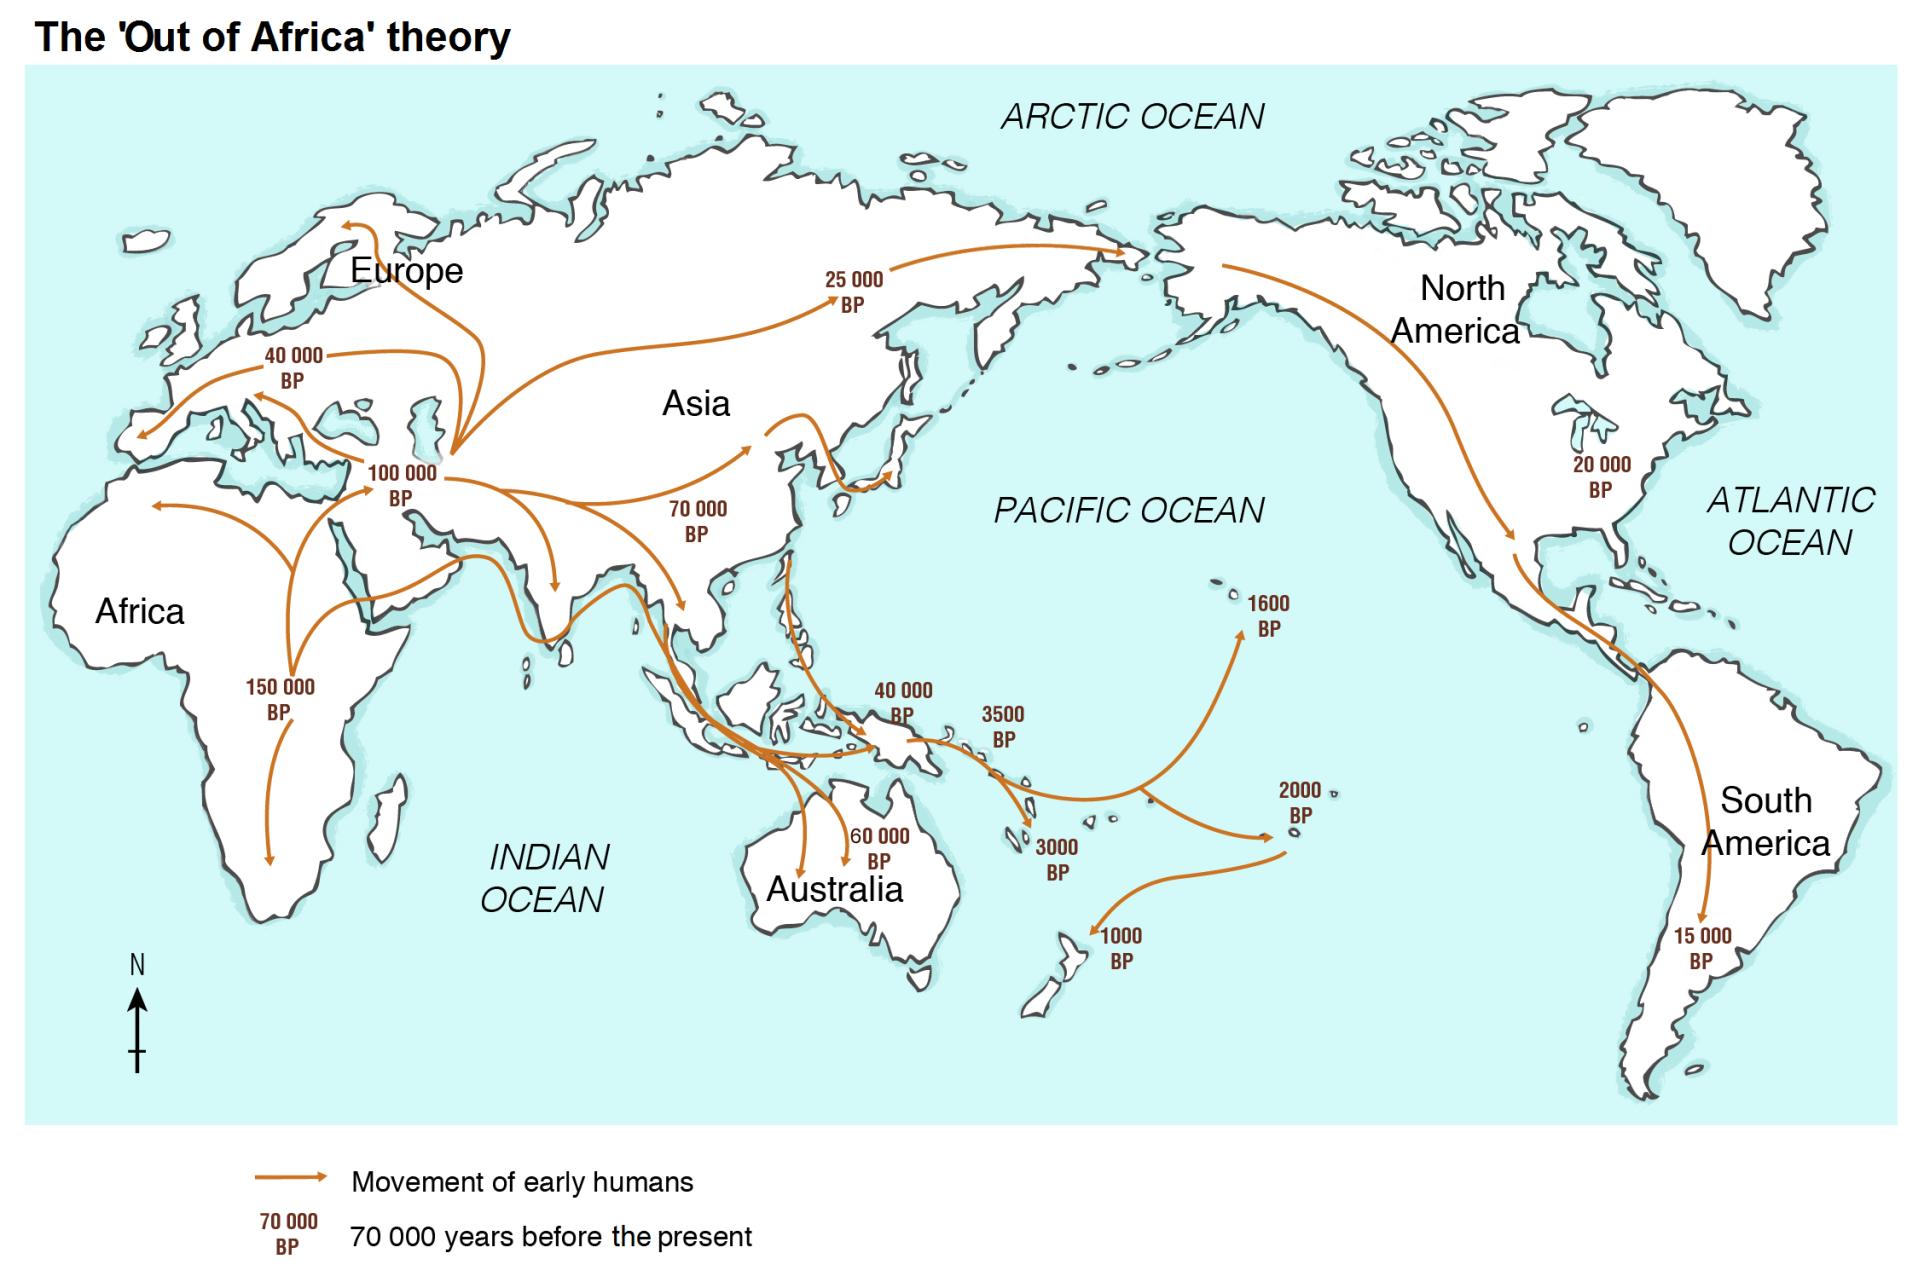 The 'Out of Africa' theory
ARCTIC OCEAN
Europe
25 000
BP
North
America
40 000
BP
Asia
100 000
BP
20 000
BP
70 000
BP
PACIFIC OCEAN
ATLANTIC
OCEAN
Africa
1600
BP
150 000
BP
40 000
BP
3500
BP
2000
BP
South
America
60 000
BP
3000
BP
INDIAN
OCEAN
Australia
1000
BP
15 000
BP
N
Movement of early humans
70 000
BP
70 000 years before the present